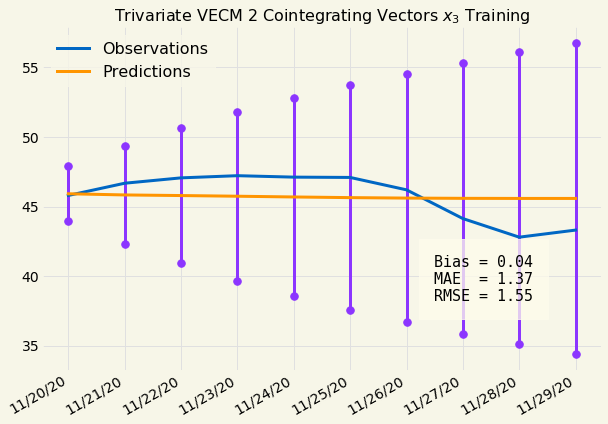 Trivariate VECM 2 Cointegrating Vectors x₃ Training
Observations
Predictions
55
50
45
40
35
Bias = 0.04
MAE  = 1.37
RMSE = 1.55
11/20/20
11/21/20
11/22/20
11/23/20
11/24/20
11/25/20
11/26/20
11/27/20
11/28/20
11/29/20